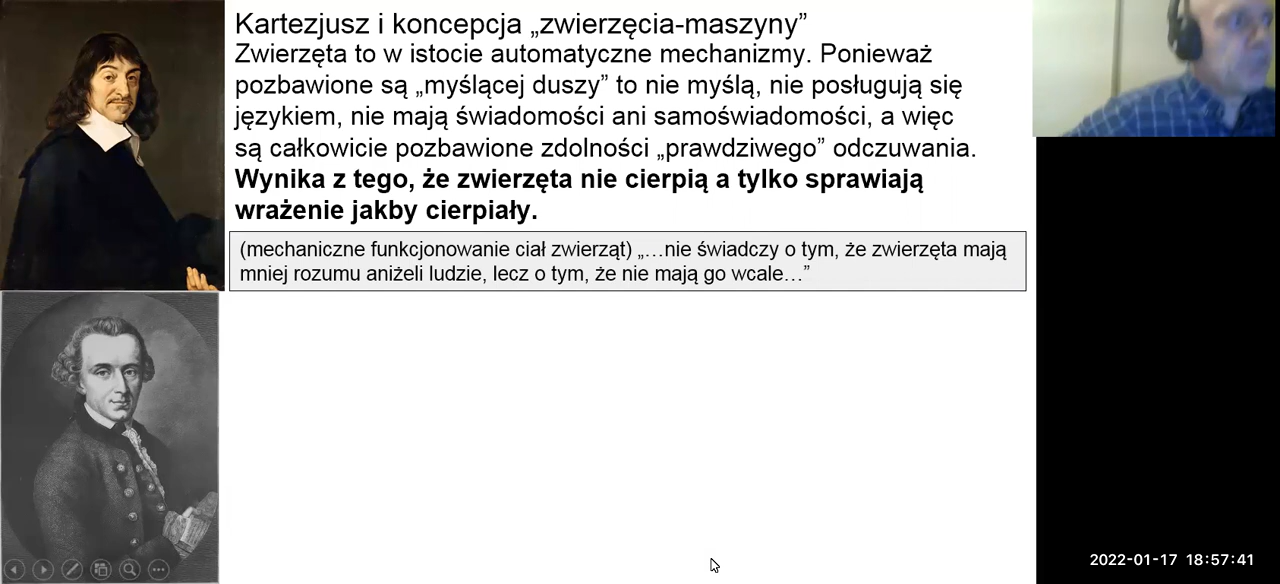 Kartezjusz i koncepcja „zwierzęcia-maszyny”
Zwierzęta to w istocie automatyczne mechanizmy. Ponieważ
pozbawione są „myślącej duszy” to nie myślą, nie posługują się
językiem, nie mają świadomości ani samoświadomości, a więc
są całkowicie pozbawione zdolności „prawdziwego” odczuwania.
Wynika z tego, że zwierzęta nie cierpią a tylko sprawiają
wrażenie jakby cierpiały.
(mechaniczne funkcjonowanie ciał zwierząt) „…nie świadczy o tym, że zwierzęta mają
mniej rozumu aniżeli ludzie, lecz o tym, że nie mają go wcale…”
2022-01-17 18:57:41